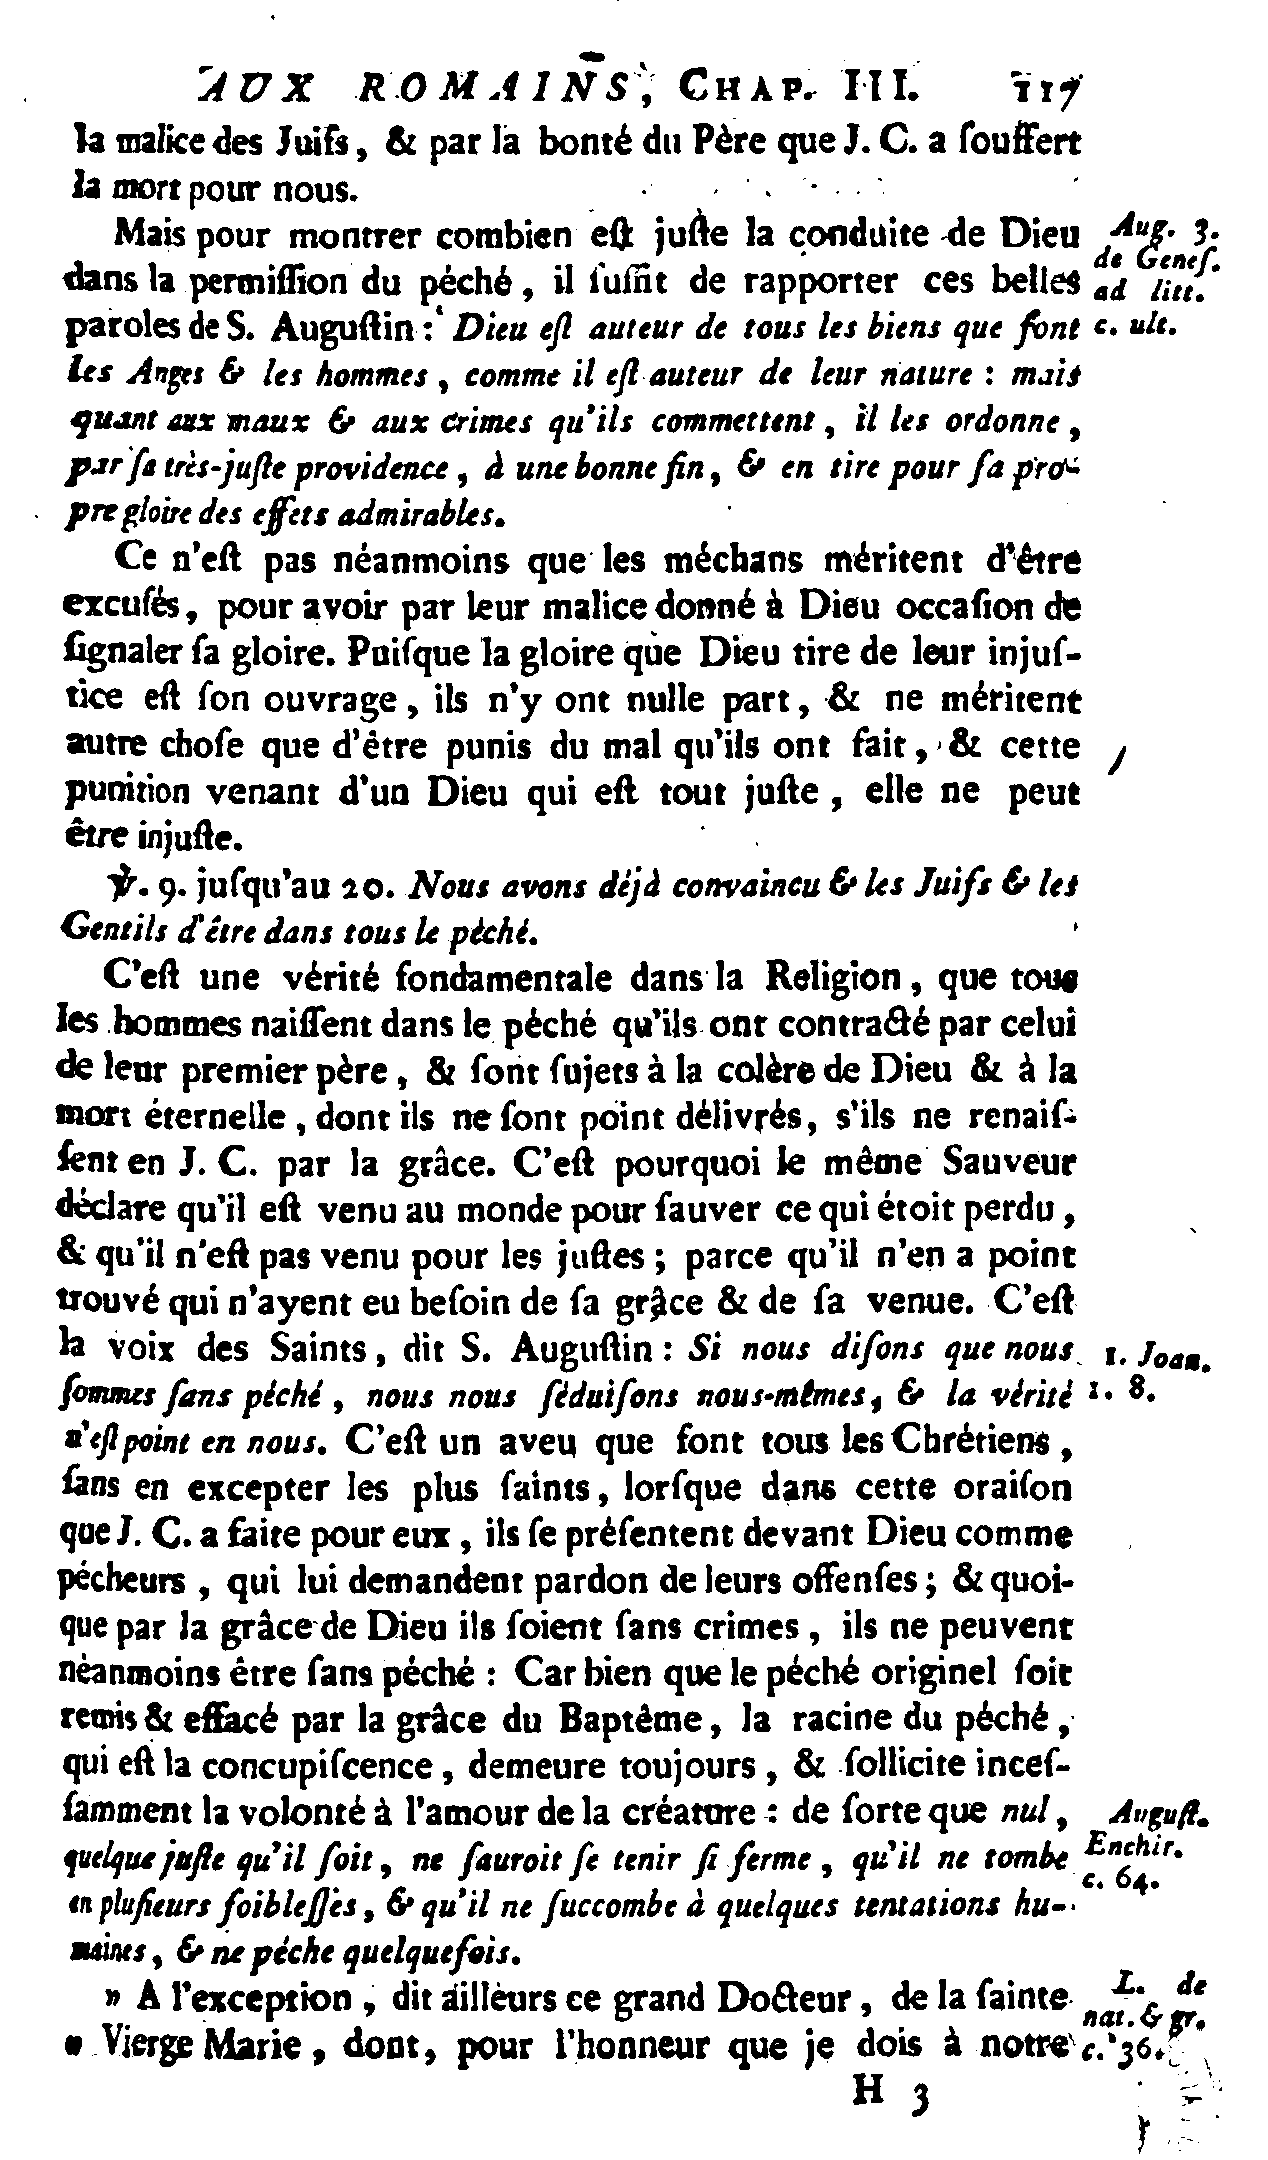 AUX ROMAINS, CHAP. III. 117
la malice des Juifs, & par la bonté du Père que J. C. a ſouffert
la mort pour nous.
Mais pour montrer combien eſt juſte la conduite de Dieu
dans la permiſſion du péché, il ſuffit de rapporter ces belles
paroles de S. Auguſtin : Dieu eſt auteur de tous les biens que font
les Anges & les hommes, comme il eſt auteur de leur nature : mais
quant aux maux & aux crimes qu'ils commettent, il les ordonne,
par ſa très-juſte providence, à une bonne fin, & en tire pour ſa pro-
pre gloire des effets admirables.
Aug. 3.
de Geneſ.
ad litt.
c. ult.
Ce n'eſt pas néanmoins que les méchans méritent d'être
excuſés, pour avoir par leur malice donné à Dieu occaſion de
ſignaler ſa gloire. Puiſque la gloire que Dieu tire de leur injuſ-
tice eſt ſon ouvrage, ils n'y ont nulle part, & ne méritent
autre choſe que d'être punis du mal qu'ils ont fait, & cette
punition venant d'un Dieu qui eſt tout juſte, elle ne peut
être injuſte.
℣. 9. juſqu'au 20. Nous avons déjà convaincu & les Juifs & les
Gentils d'être dans tous le péché.
C'eſt une vérité fondamentale dans la Religion, que tous
les hommes naiſſent dans le péché qu'ils ont contracté par celui
de leur premier père, & ſont ſujets à la colère de Dieu & à la
mort éternelle, dont ils ne ſont point délivrés, s'ils ne renaiſ-
ſent en J. C. par la grâce. C'eſt pourquoi le même Sauveur
déclare qu'il eſt venu au monde pour ſauver ce qui étoit perdu,
& qu'il n'eſt pas venu pour les juſtes ; parce qu'il n'en a point
trouvé qui n'ayent eu beſoin de ſa grâce & de ſa venue. C'eſt
la voix des Saints, dit S. Auguſtin : Si nous diſons que nous
ſommes ſans péché, nous nous ſéduiſons nous-mêmes, & la vérité
n'eſt point en nous. C'eſt un aveu que font tous les Chrétiens,
1. Joan.
1. 8.
ſans en excepter les plus ſaints, lorſque dans cette oraiſon
que J. C. a faite pour eux, ils ſe préſentent devant Dieu comme
pécheurs, qui lui demandent pardon de leurs offenſes ; & quoi-
que par la grâce de Dieu ils ſoient ſans crimes, ils ne peuvent
néanmoins être ſans péché : Car bien que le péché originel ſoit
remis & effacé par la grâce du Baptême, la racine du péché,
qui eſt la concupiſcence, demeure toujours, & ſollicite inceſ-
ſamment la volonté à l'amour de la créature : de ſorte que nul,
quelque juſte qu'il ſoit, ne ſauroit ſe tenir ſi ferme, qu'il ne tombe
en pluſieurs foibleſſes, & qu'il ne ſuccombe à quelques tentations hu-
maines, & ne péche quelquefois.
Auguſt.
Enchir.
c. 64.
» A l'exception, dit ailleurs ce grand Docteur, de la ſainte
» Vierge Marie, dont, pour l'honneur que je dois à notre
L. de
nat. & gr.
c. 36.
H 3